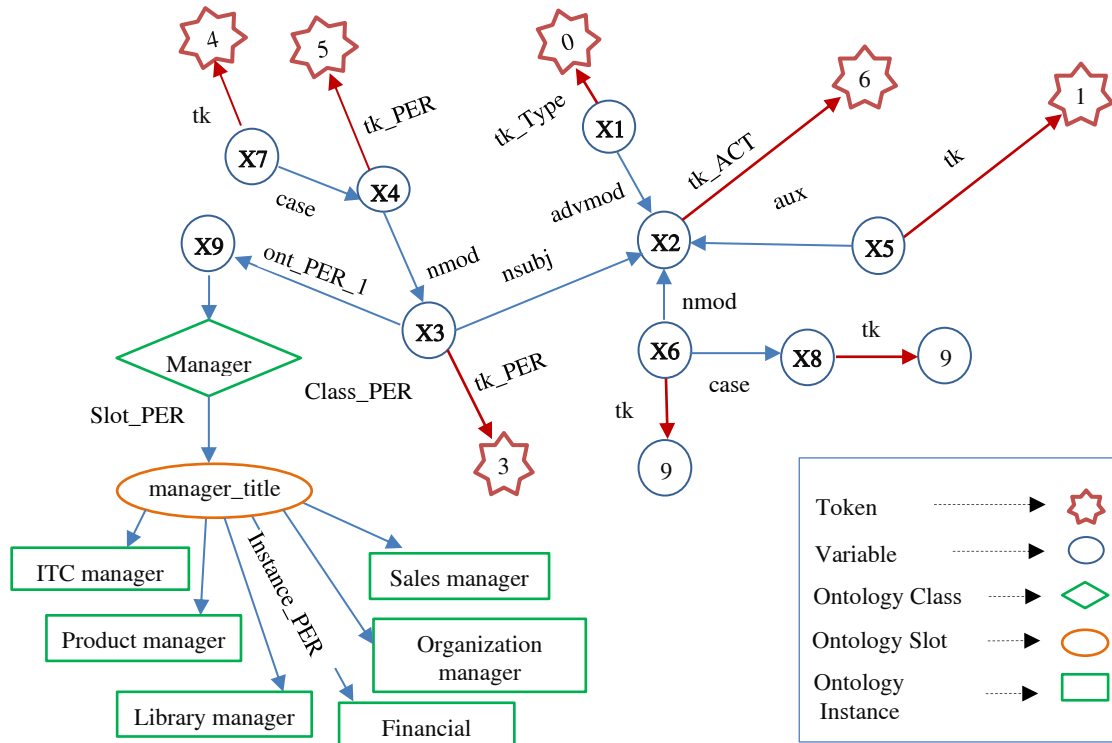 4
5
0
6
1
tk
tk_PER
tk_Type
X1
tk_ACT
tk
X7
X4
case
advmod
aux
X9
ont_PER_1
nmod
nsubj
X2
X5
nmod
X3
X6
X8
tk
9
Manager
Class_PER
tk_PER
case
Slot_PER
tk
3
9
manager_title
Instance_PER
ITC manager
Sales manager
Product manager
Organization
manager
Library manager
Financial
Token
Variable
Ontology Class
Ontology Slot
Ontology
Instance